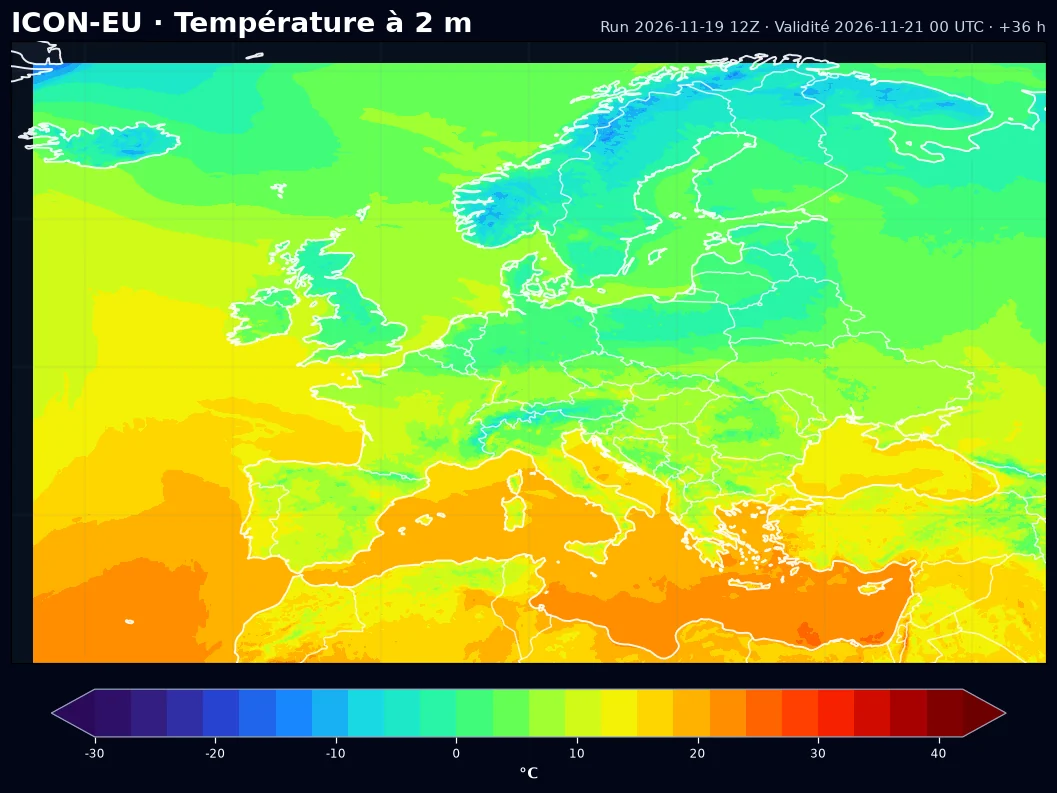 ICON-EU · Température à 2 m
Run 2026-11-19 12Z · Validité 2026-11-21 00 UTC · +36 h
-30 -20 -10 0 10 20 30 40
°C